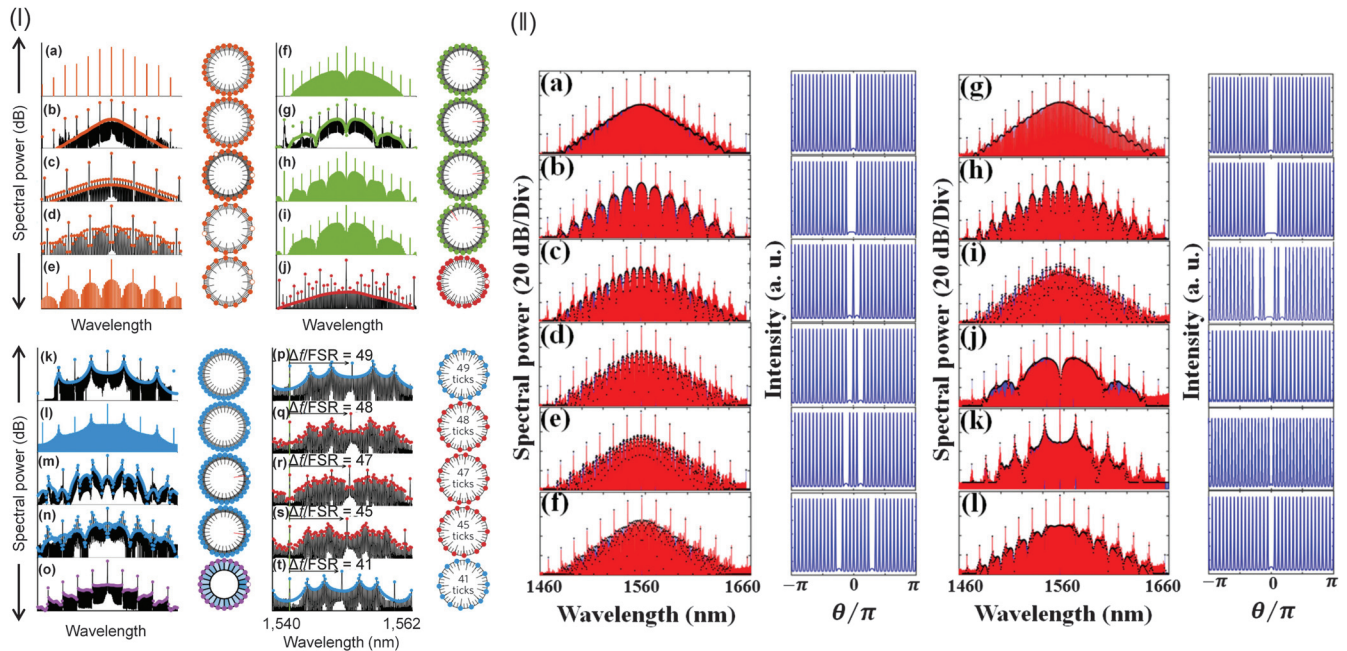 (I)
Spectral power (dB)
(a)
(b)
(c)
(d)
(e)
Wavelength
(f)
(g)
(h)
(i)
(j)
Spectral power (dB)
(k)
(l)
(m)
(n)
(o)
Wavelength
(p) Δf/FSR = 49
49
ticks
(q) Δf/FSR = 48
48
ticks
(r) Δf/FSR = 47
47
ticks
(s) Δf/FSR = 45
45
ticks
(t) Δf/FSR = 41
41
ticks
1,540 1,562
Wavelength (nm)
(II)
Spectral power (20 dB/Div)
(a)
(b)
(c)
(d)
(e)
(f)
1460 1560 1660
Wavelength (nm)
Intensity (a. u.)
−π 0 π
θ/π
Spectral power (20 dB/Div)
(g)
(h)
(i)
(j)
(k)
(l)
1460 1560 1660
Wavelength (nm)
Intensity (a. u.)
−π 0 π
θ/π